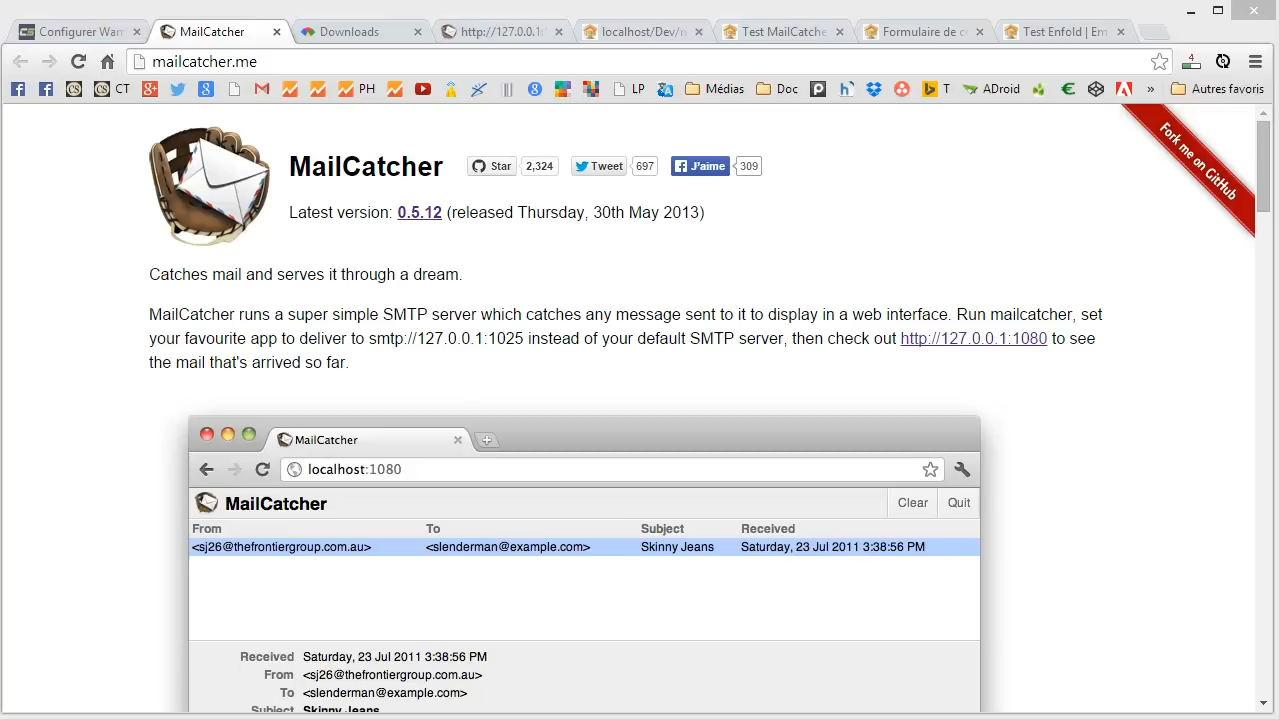 Configurer Wam
MailCatcher
Downloads
http://127.0.0.1:
localhost/Dev/n
Test MailCatche
Formulaire de c
Test Enfold | Em
mailcatcher.me
4
CT
PH
LP
Médias
Doc
T
ADroid
»
Autres favoris
MailCatcher
Star
2,324
Tweet
697
J'aime
309
Fork me on GitHub
Latest version: 0.5.12 (released Thursday, 30th May 2013)
Catches mail and serves it through a dream.
MailCatcher runs a super simple SMTP server which catches any message sent to it to display in a web interface. Run mailcatcher, set
your favourite app to deliver to smtp://127.0.0.1:1025 instead of your default SMTP server, then check out http://127.0.0.1:1080 to see
the mail that's arrived so far.
MailCatcher
localhost:1080
MailCatcher
Clear
Quit
From To Subject Received
<sj26@thefrontiergroup.com.au> <slenderman@example.com> Skinny Jeans Saturday, 23 Jul 2011 3:38:56 PM
Received Saturday, 23 Jul 2011 3:38:56 PM
From <sj26@thefrontiergroup.com.au>
To <slenderman@example.com>
Subject Skinny Jeans